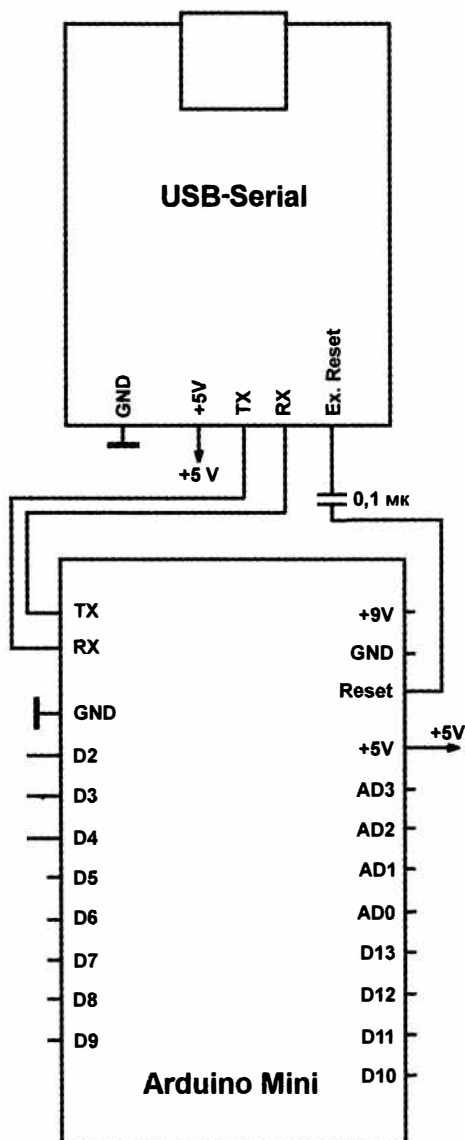 USB-Serial
GND
+5V
TX
RX
Ex. Reset
+5 V
0,1 мк
TX
RX
GND
D2
D3
D4
D5
D6
D7
D8
D9
+9V
GND
Reset
+5V
+5V
AD3
AD2
AD1
AD0
D13
D12
D11
D10
Arduino Mini